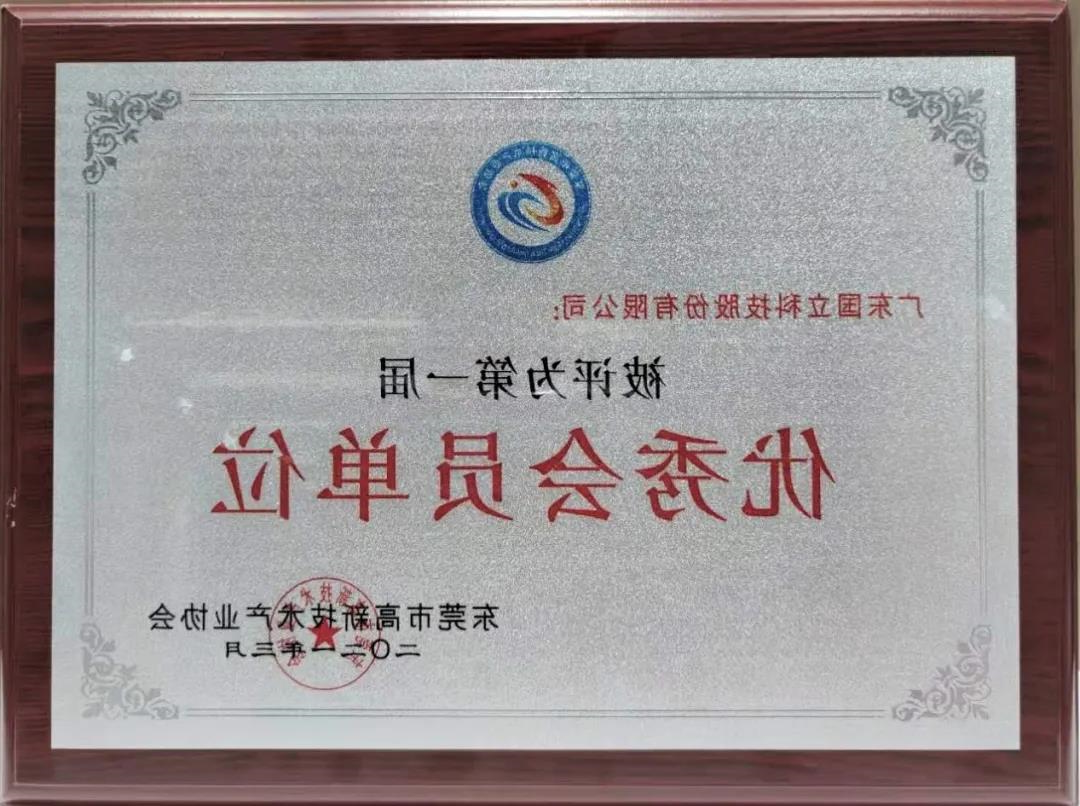 广东国立科技股份有限公司:
被评为第一届
优秀会员单位
东莞市高新技术产业协会
二〇二一年三月